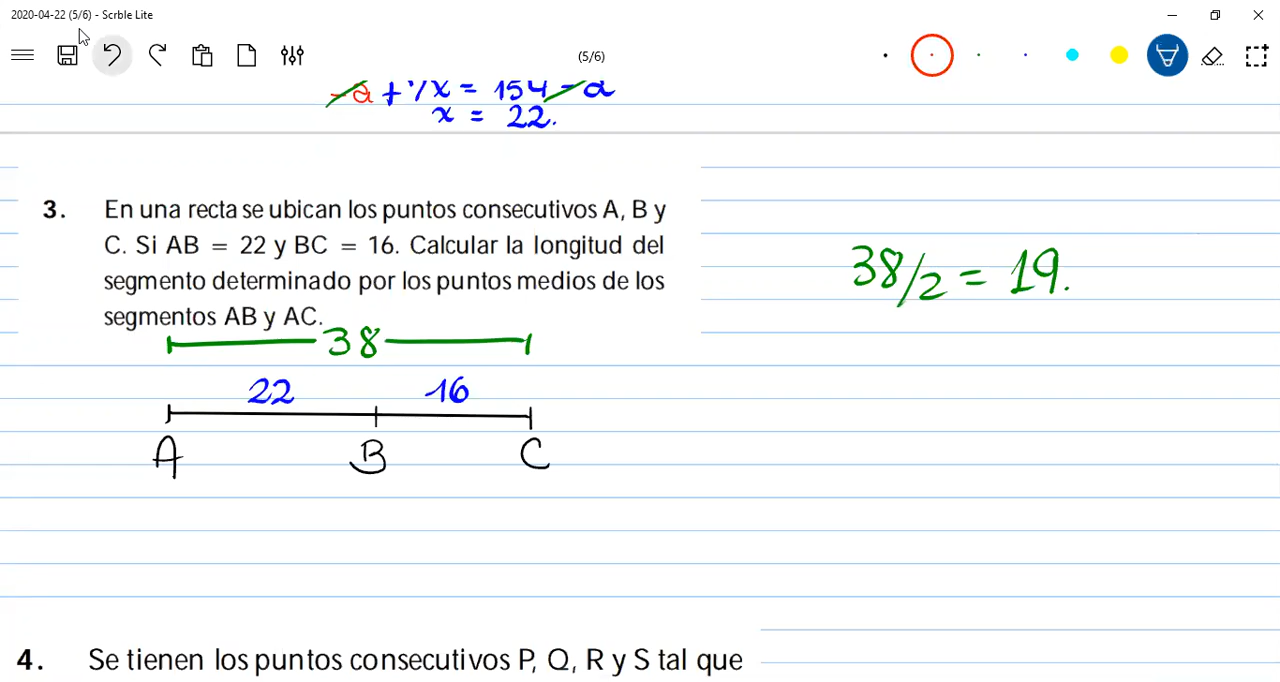 2020-04-22 (5/6) - Scrble Lite
(5/6)
-a + 7x = 154 - a
x = 22.
3. En una recta se ubican los puntos consecutivos A, B y
C. Si AB = 22 y BC = 16. Calcular la longitud del
segmento determinado por los puntos medios de los
segmentos AB y AC.
38/2 = 19.
38
22 16
A B C
4. Se tienen los puntos consecutivos P, Q, R y S tal que